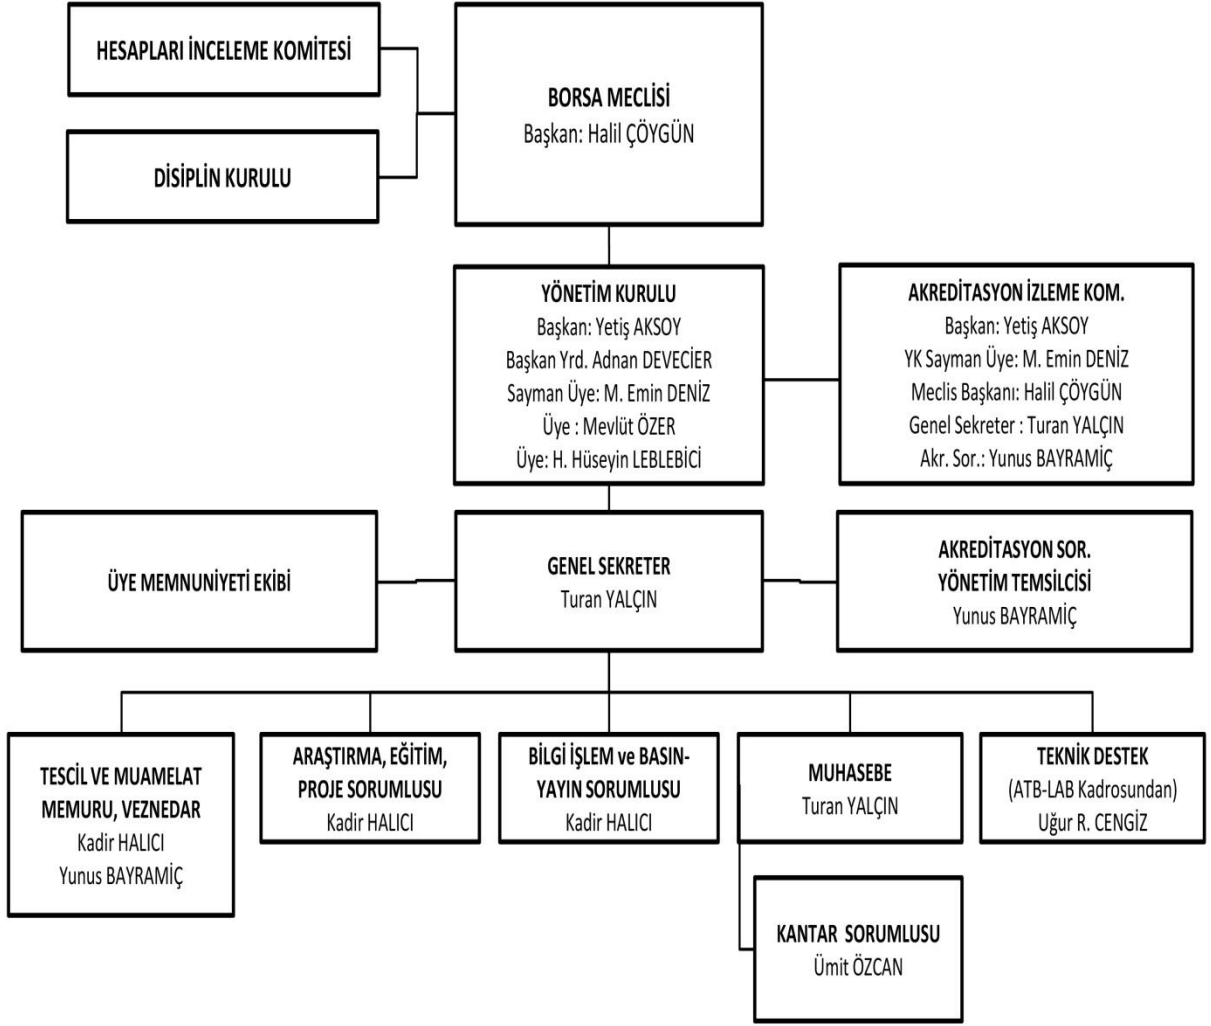 HESAPLARI İNCELEME KOMİTESİ
DİSİPLİN KURULU
BORSA MECLİSİ
Başkan: Halil ÇÖYGÜN
YÖNETİM KURULU
Başkan: Yetiş AKSOY
Başkan Yrd. Adnan DEVECİER
Sayman Üye: M. Emin DENİZ
Üye : Mevlüt ÖZER
Üye: H. Hüseyin LEBLEBİCİ
AKREDİTASYON İZLEME KOM.
Başkan: Yetiş AKSOY
YK Sayman Üye: M. Emin DENİZ
Meclis Başkanı: Halil ÇÖYGÜN
Genel Sekreter : Turan YALÇIN
Akr. Sor.: Yunus BAYRAMİÇ
ÜYE MEMNUNİYETİ EKİBİ
GENEL SEKRETER
Turan YALÇIN
AKREDİTASYON SOR.
YÖNETİM TEMSİLCİSİ
Yunus BAYRAMİÇ
TESCİL VE MUAMELAT
MEMURU, VEZNEDAR
Kadir HALICI
Yunus BAYRAMİÇ
ARAŞTIRMA, EĞİTİM,
PROJE SORUMLUSU
Kadir HALICI
BİLGİ İŞLEM ve BASIN-
YAYIN SORUMLUSU
Kadir HALICI
MUHASEBE
Turan YALÇIN
TEKNİK DESTEK
(ATB-LAB Kadrosundan)
Uğur R. CENGİZ
KANTAR  SORUMLUSU
Ümit ÖZCAN